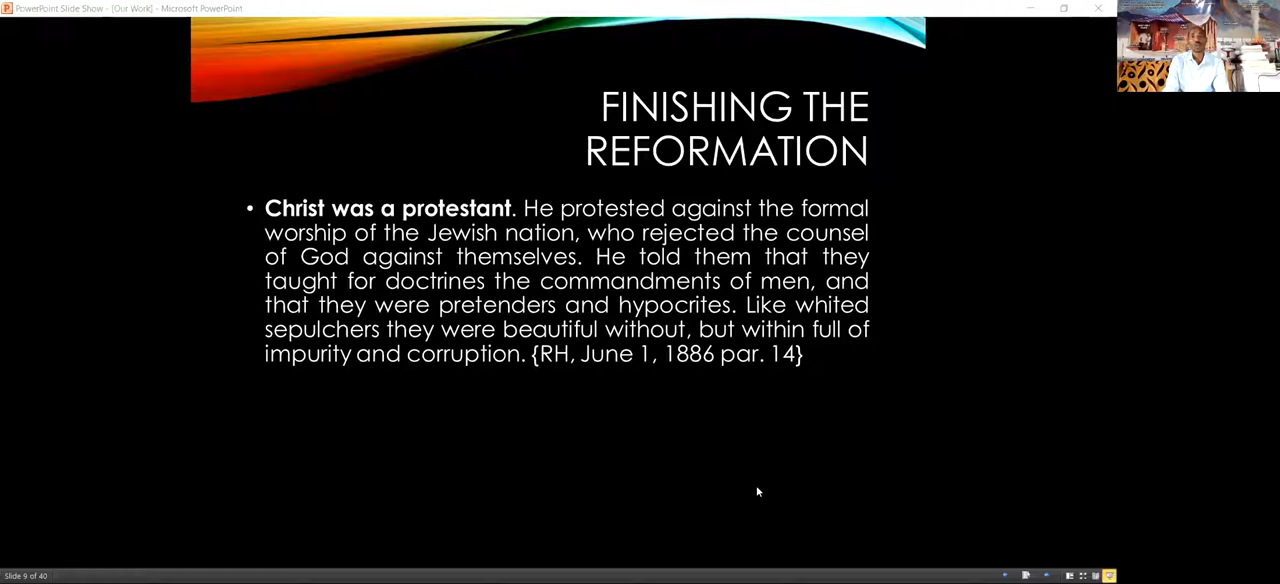 PowerPoint Slide Show - [Our Work] - Microsoft PowerPoint
FINISHING THE
REFORMATION
• Christ was a protestant. He protested against the formal
worship of the Jewish nation, who rejected the counsel
of God against themselves. He told them that they
taught for doctrines the commandments of men, and
that they were pretenders and hypocrites. Like whited
sepulchers they were beautiful without, but within full of
impurity and corruption. {RH, June 1, 1886 par. 14}
Slide 9 of 40